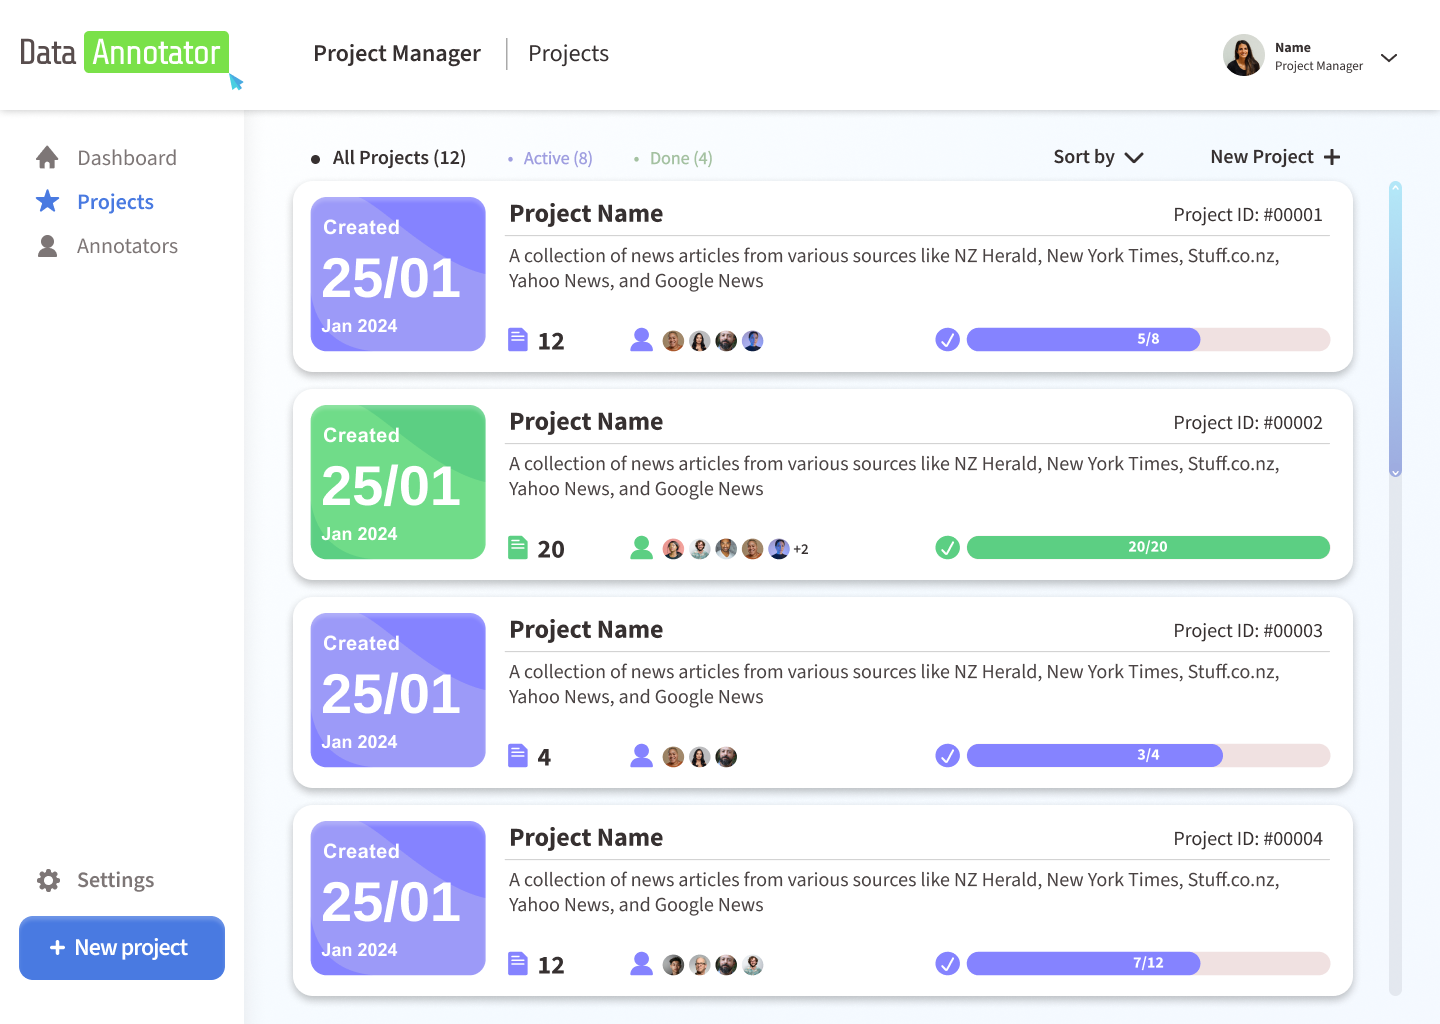 Data Annotator
Project Manager
Projects
Name
Project Manager
Dashboard
Projects
Annotators
Settings
+ New project
All Projects (12)
Active (8)
Done (4)
Sort by
New Project +
Created
25/01
Jan 2024
Project Name
Project ID: #00001
A collection of news articles from various sources like NZ Herald, New York Times, Stuff.co.nz,
Yahoo News, and Google News
12
5/8
Created
25/01
Jan 2024
Project Name
Project ID: #00002
A collection of news articles from various sources like NZ Herald, New York Times, Stuff.co.nz,
Yahoo News, and Google News
20
+2
20/20
Created
25/01
Jan 2024
Project Name
Project ID: #00003
A collection of news articles from various sources like NZ Herald, New York Times, Stuff.co.nz,
Yahoo News, and Google News
4
3/4
Created
25/01
Jan 2024
Project Name
Project ID: #00004
A collection of news articles from various sources like NZ Herald, New York Times, Stuff.co.nz,
Yahoo News, and Google News
12
7/12